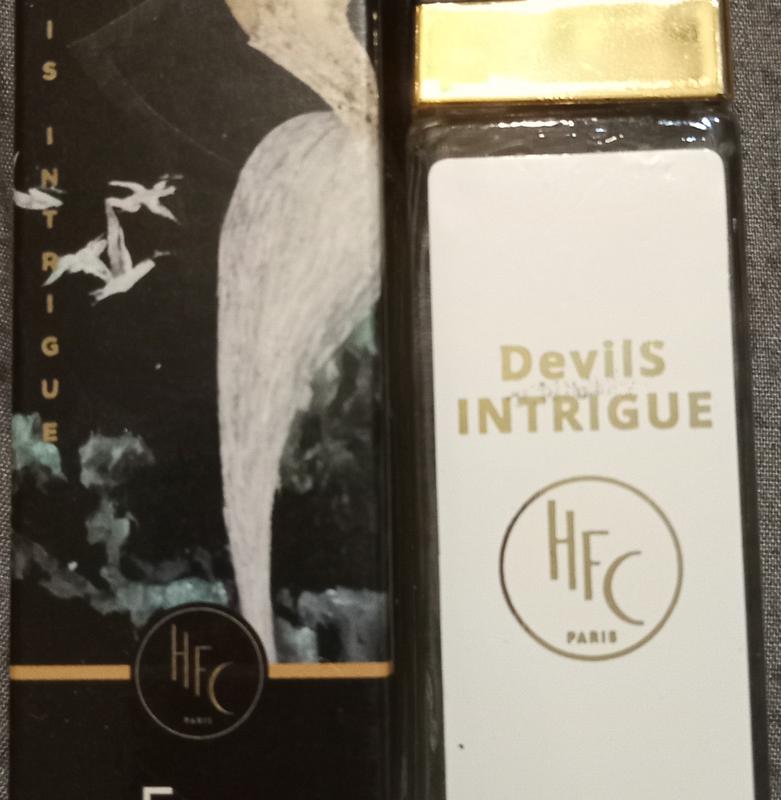 IS INTRIGUE
HFC
PARIS
E
DevilS
INTRIGUE
HFC
PARIS